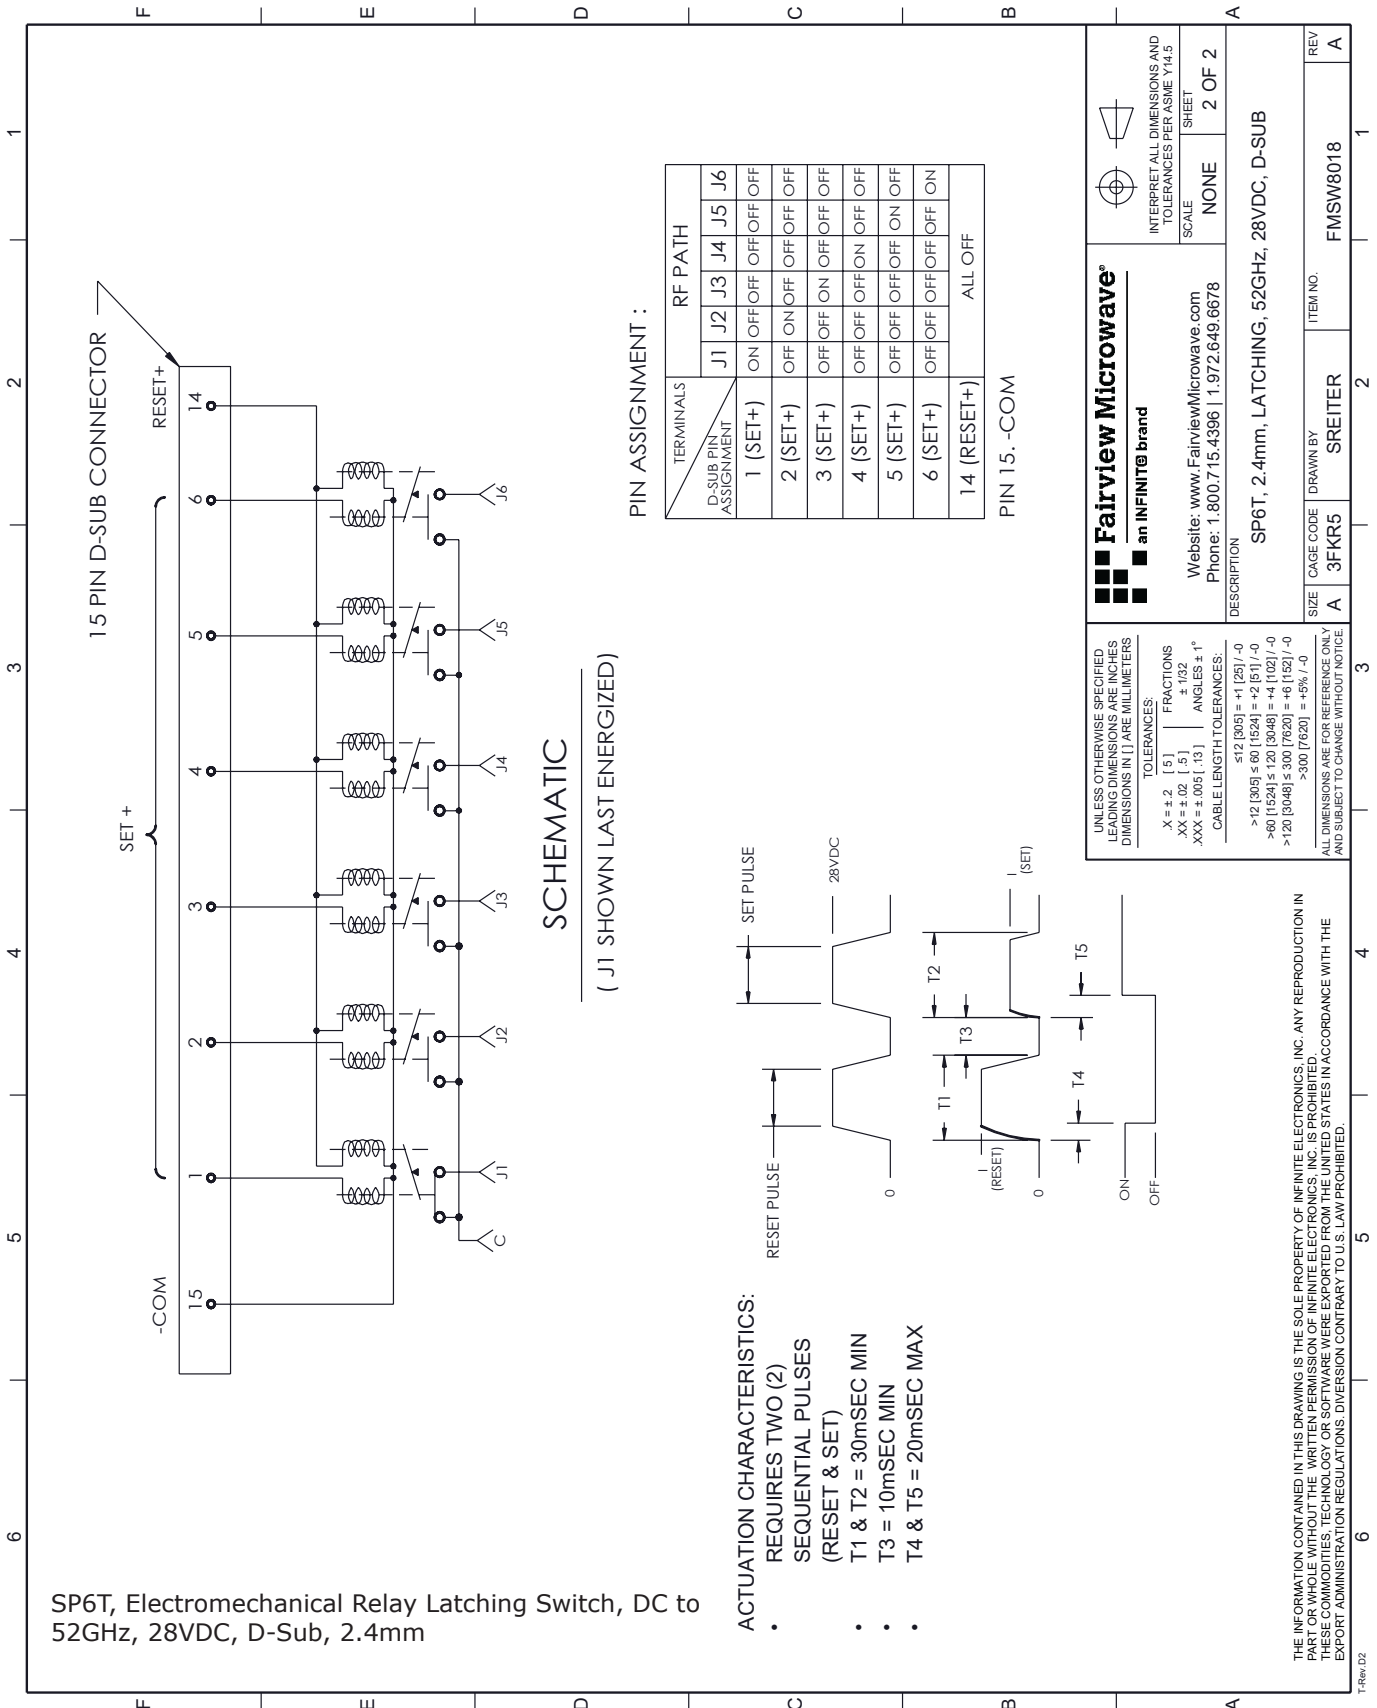 6
5
4
3
2
1
F
E
D
C
B
A
15 PIN D-SUB CONNECTOR
-COM
SET +
RESET+
15
1
2
3
4
5
6
14
C
J1
J2
J3
J4
J5
J6
SCHEMATIC
( J1 SHOWN LAST ENERGIZED)
PIN ASSIGNMENT :
TERMINALS
RF PATH
D-SUB PIN
ASSIGNMENT
J1 J2 J3 J4 J5 J6
1 (SET+) ON OFF OFF OFF OFF OFF
2 (SET+) OFF ON OFF OFF OFF OFF
3 (SET+) OFF OFF ON OFF OFF OFF
4 (SET+) OFF OFF OFF ON OFF OFF
5 (SET+) OFF OFF OFF OFF ON OFF
6 (SET+) OFF OFF OFF OFF OFF ON
14 (RESET+) ALL OFF
PIN 15. -COM
ACTUATION CHARACTERISTICS:
• REQUIRES TWO (2)
SEQUENTIAL PULSES
(RESET & SET)
• T1 & T2 = 30mSEC MIN
• T3 = 10mSEC MIN
• T4 & T5 = 20mSEC MAX
RESET PULSE
SET PULSE
28VDC
0
T1
T3
T2
I
(RESET)
I
(SET)
0
T4
T5
ON
OFF
UNLESS OTHERWISE SPECIFIED
LEADING DIMENSIONS ARE INCHES
DIMENSIONS IN [ ] ARE MILLIMETERS
TOLERANCES:
.X = ±.2 [ 5 ] FRACTIONS
.XX = ±.02 [ .5 ] ± 1/32
.XXX = ±.005 [ .13 ] ANGLES ± 1°
CABLE LENGTH TOLERANCES:
≤12 [305] = +1 [25] / -0
>12 [305] ≤ 60 [1524] = +2 [51] / -0
>60 [1524] ≤ 120 [3048] = +4 [102] / -0
>120 [3048] ≤ 300 [7620] = +6 [152] / -0
>300 [7620] = +5% / -0
ALL DIMENSIONS ARE FOR REFERENCE ONLY
AND SUBJECT TO CHANGE WITHOUT NOTICE.
Fairview Microwave®
an INFINIT@ brand
Website: www.FairviewMicrowave.com
Phone: 1.800.715.4396 | 1.972.649.6678
INTERPRET ALL DIMENSIONS AND
TOLERANCES PER ASME Y14.5
SCALE
NONE
SHEET
2 OF 2
DESCRIPTION
SP6T, 2.4mm, LATCHING, 52GHz, 28VDC, D-SUB
SIZE
A
CAGE CODE
3FKR5
DRAWN BY
SREITER
ITEM NO.
FMSW8018
REV
A
THE INFORMATION CONTAINED IN THIS DRAWING IS THE SOLE PROPERTY OF INFINITE ELECTRONICS, INC. ANY REPRODUCTION IN
PART OR WHOLE WITHOUT THE WRITTEN PERMISSION OF INFINITE ELECTRONICS, INC. IS PROHIBITED.
THESE COMMODITIES, TECHNOLOGY OR SOFTWARE WERE EXPORTED FROM THE UNITED STATES IN ACCORDANCE WITH THE
EXPORT ADMINISTRATION REGULATIONS. DIVERSION CONTRARY TO U.S. LAW PROHIBITED.
6
5
4
3
2
1
F
E
D
C
B
A
T-Rev.D2
SP6T, Electromechanical Relay Latching Switch, DC to
52GHz, 28VDC, D-Sub, 2.4mm